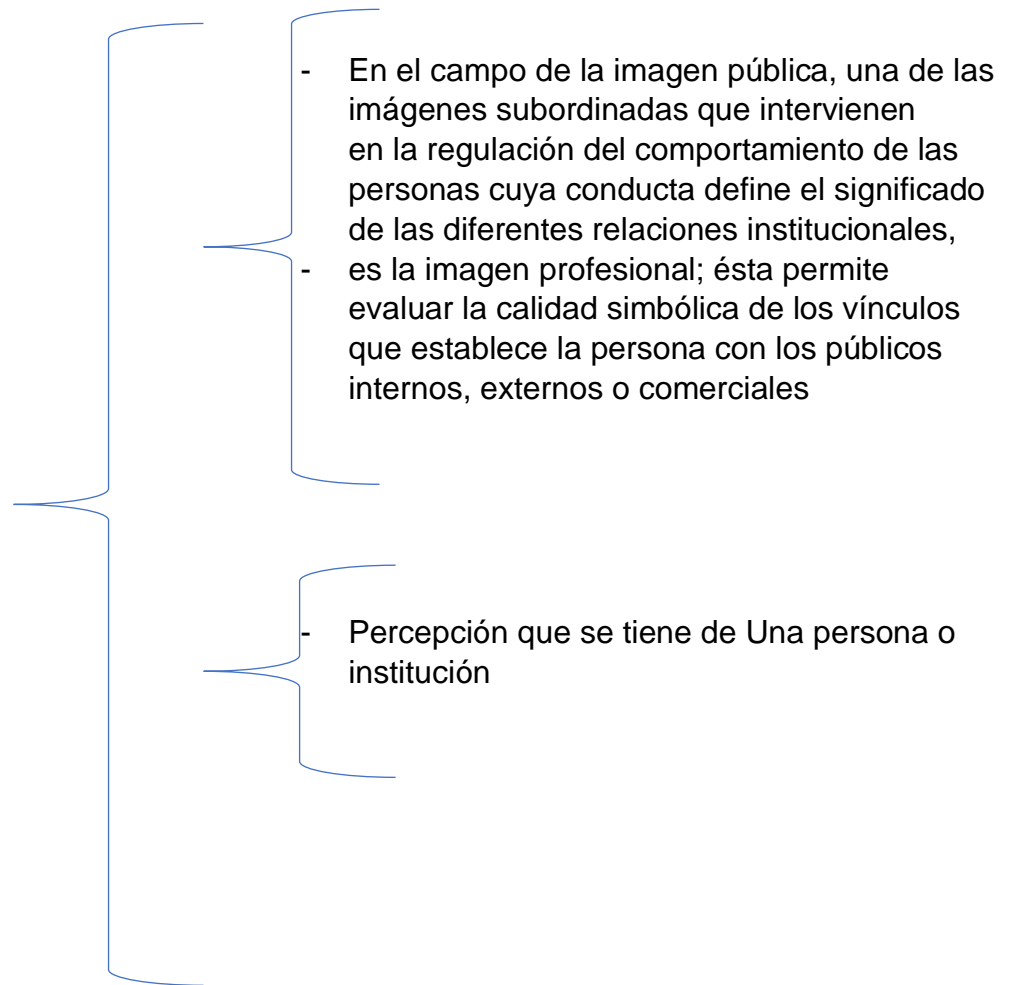 - En el campo de la imagen pública, una de las
imágenes subordinadas que intervienen
en la regulación del comportamiento de las
personas cuya conducta define el significado
de las diferentes relaciones institucionales,
- es la imagen profesional; ésta permite
evaluar la calidad simbólica de los vínculos
que establece la persona con los públicos
internos, externos o comerciales
- Percepción que se tiene de Una persona o
institución